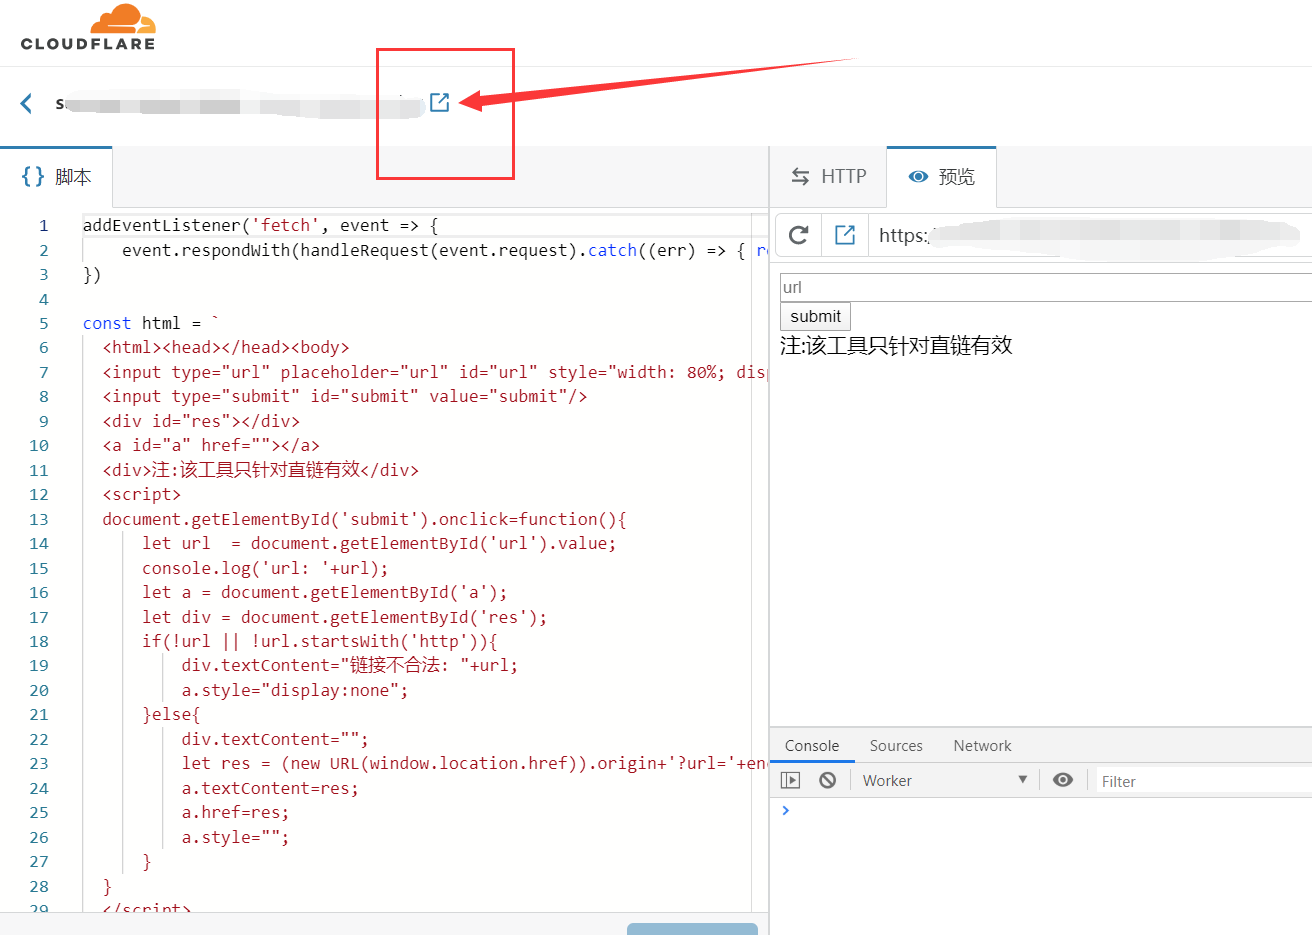 CLOUDFLARE
{} 脚本
HTTP
预览
https:/
url
submit
注:该工具只针对直链有效
1 addEventListener('fetch', event => {
2     event.respondWith(handleRequest(event.request).catch((err) => { re
3 })
4
5 const html = `
6   <html><head></head><body>
7   <input type="url" placeholder="url" id="url" style="width: 80%; disp
8   <input type="submit" id="submit" value="submit"/>
9   <div id="res"></div>
10   <a id="a" href=""></a>
11   <div>注:该工具只针对直链有效</div>
12   <script>
13   document.getElementById('submit').onclick=function(){
14       let url  = document.getElementById('url').value;
15       console.log('url: '+url);
16       let a = document.getElementById('a');
17       let div = document.getElementById('res');
18       if(!url || !url.startsWith('http')){
19           div.textContent="链接不合法: "+url;
20           a.style="display:none";
21       }else{
22           div.textContent="";
23           let res = (new URL(window.location.href)).origin+'?url='+en
24           a.textContent=res;
25           a.href=res;
26           a.style="";
27       }
28   }
29   </script>
Console Sources Network
Worker
Filter